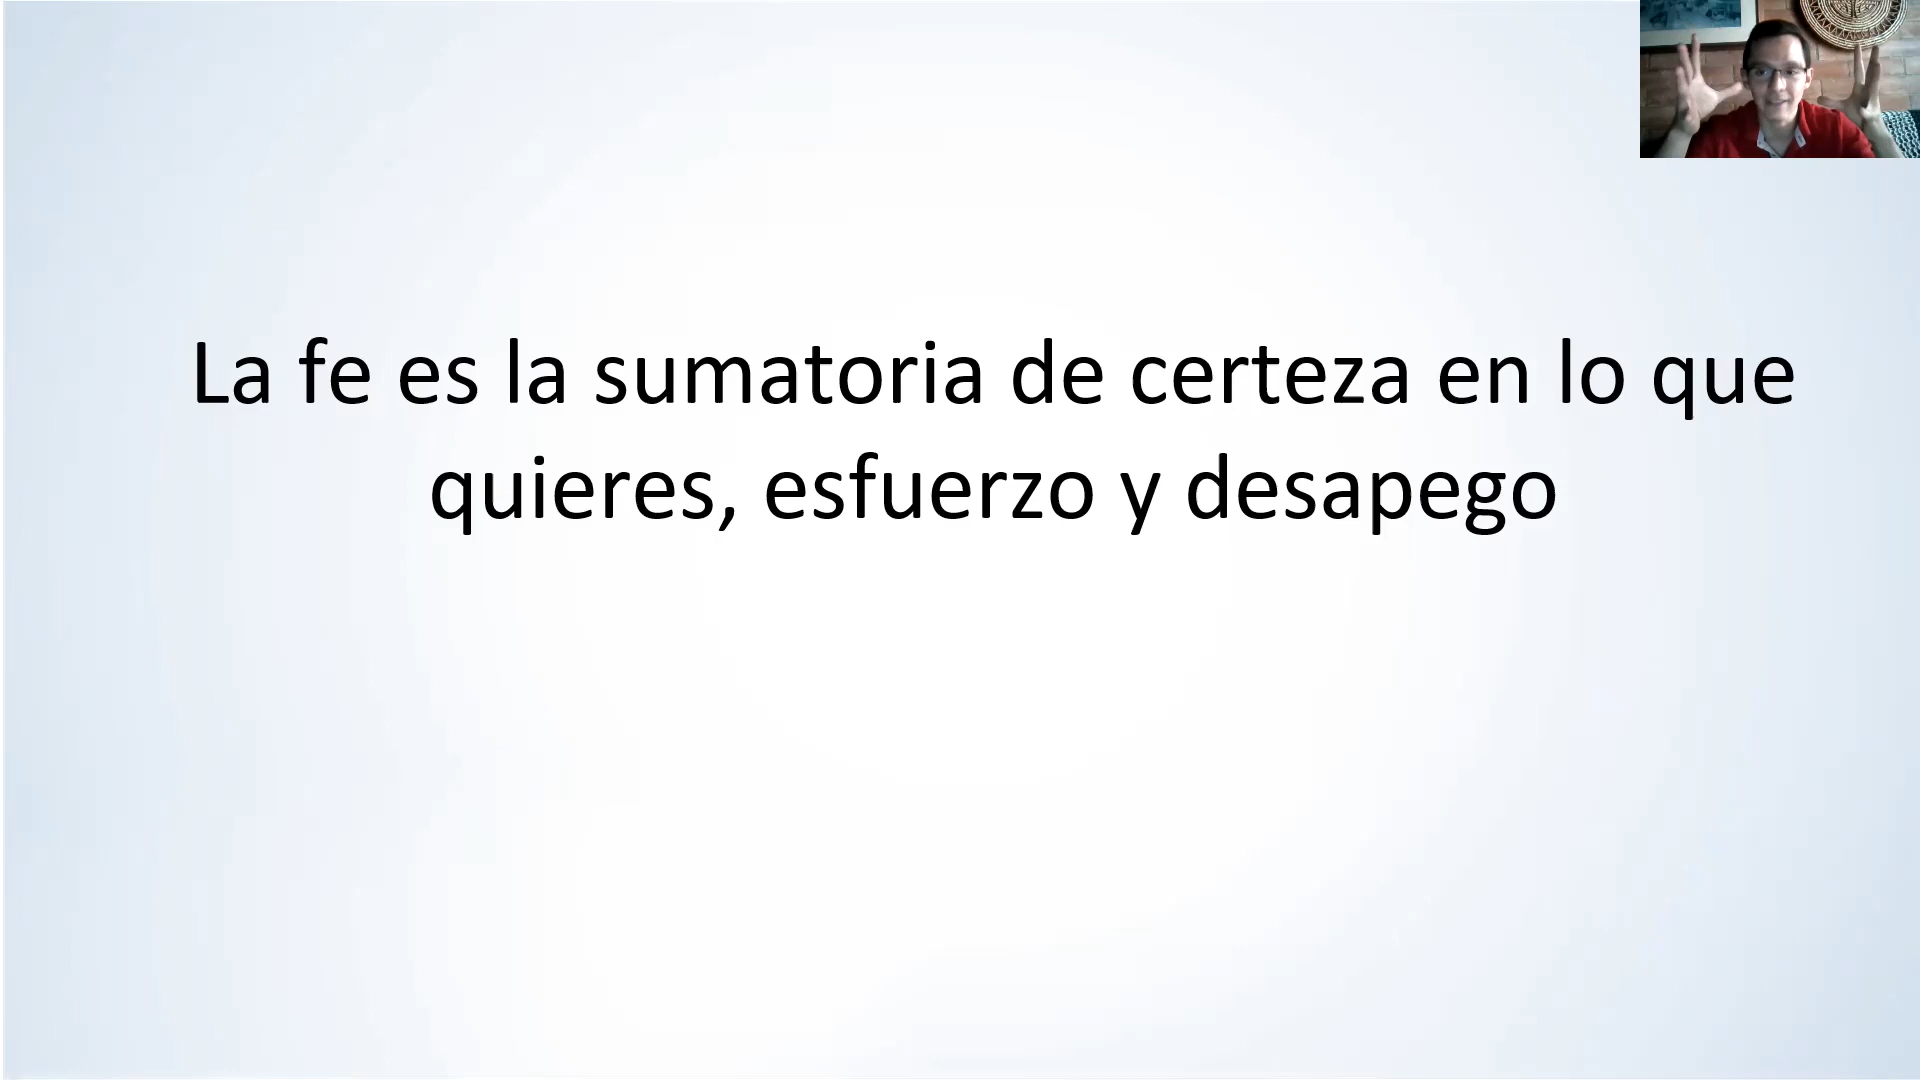 La fe es la sumatoria de certeza en lo que
quieres, esfuerzo y desapego